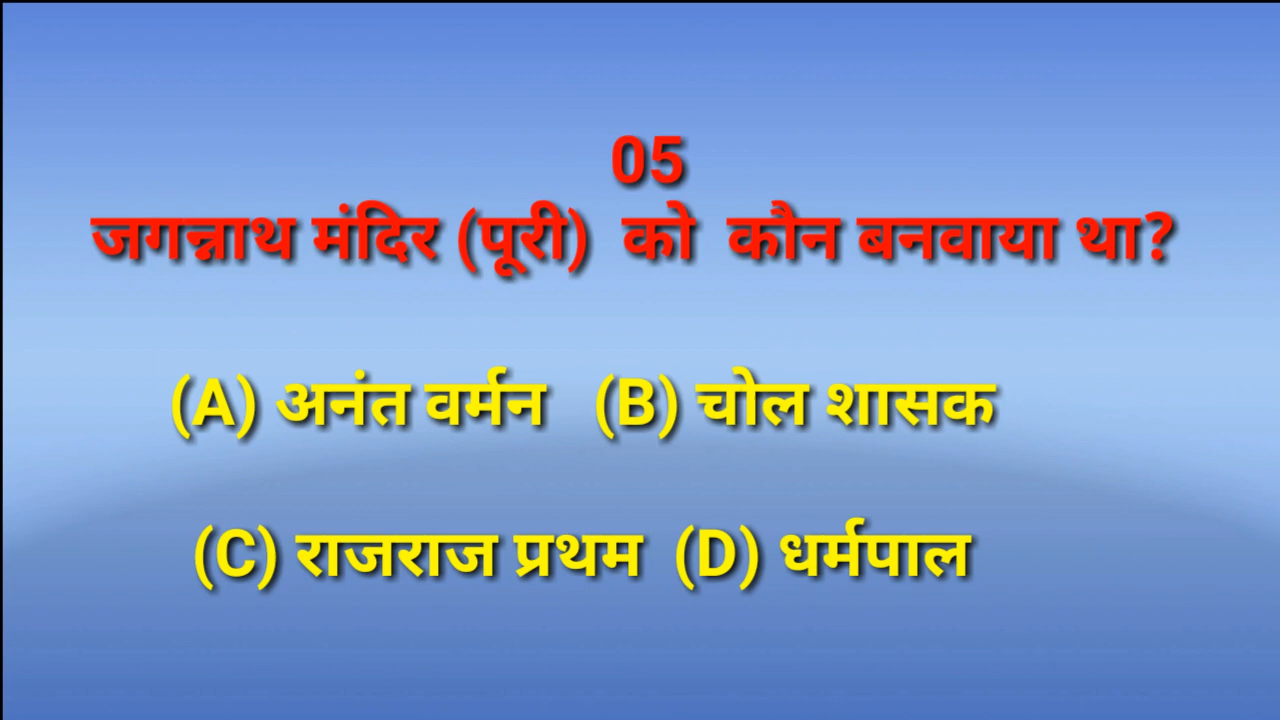 05
जगन्नाथ मंदिर (पूरी) को कौन बनवाया था?
(A) अनंत वर्मन (B) चोल शासक
(C) राजराज प्रथम (D) धर्मपाल